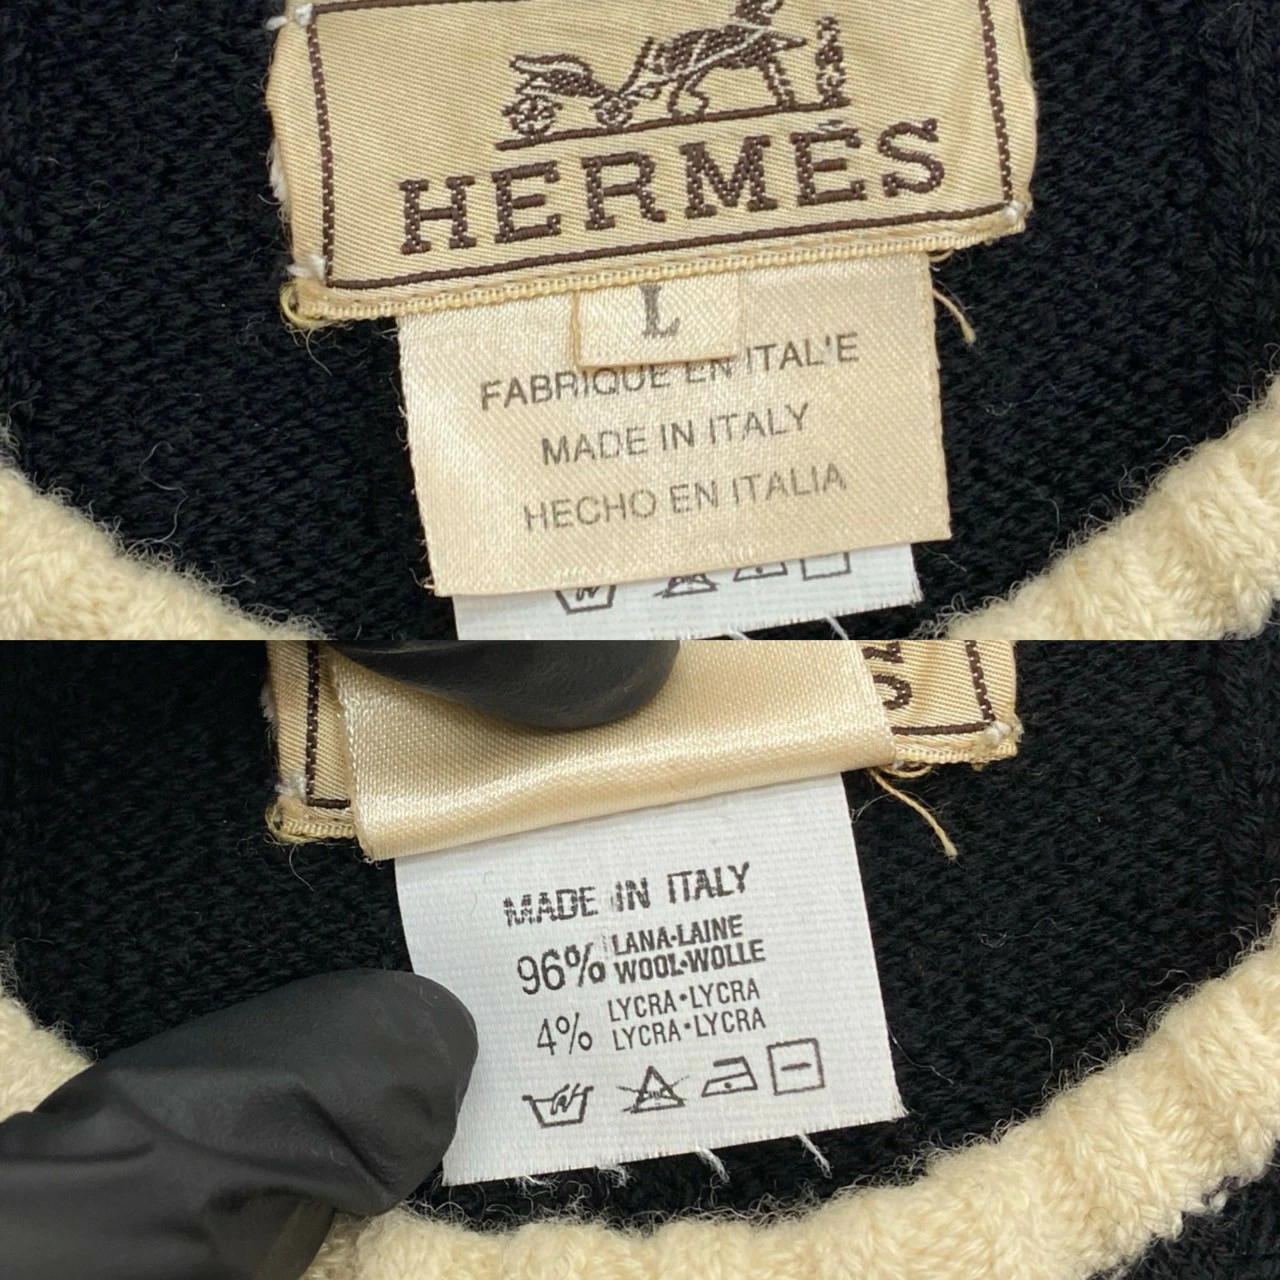 HERMÈS
L
FABRIQUE EN ITAL'E
MADE IN ITALY
HECHO EN ITALIA
MADE IN ITALY
96% LANA·LAINE
WOOL·WOLLE
4% LYCRA·LYCRA
LYCRA·LYCRA